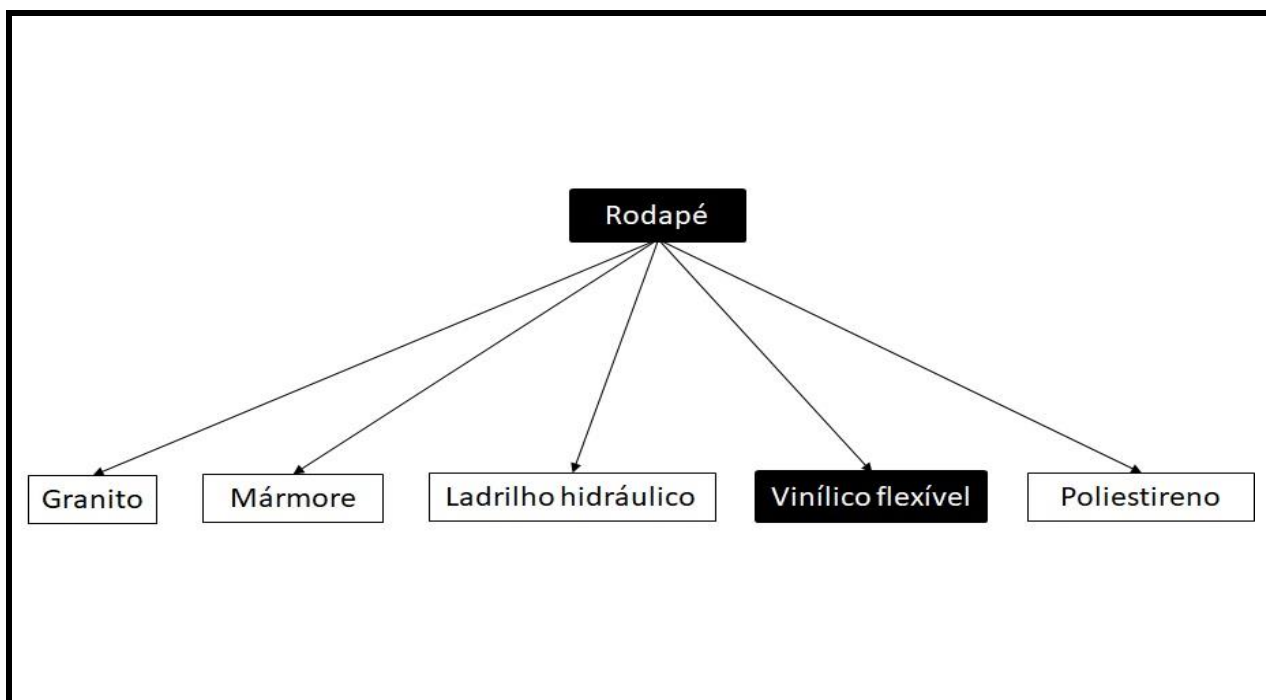 Rodapé
Granito
Mármore
Ladrilho hidráulico
Vinílico flexível
Poliestireno